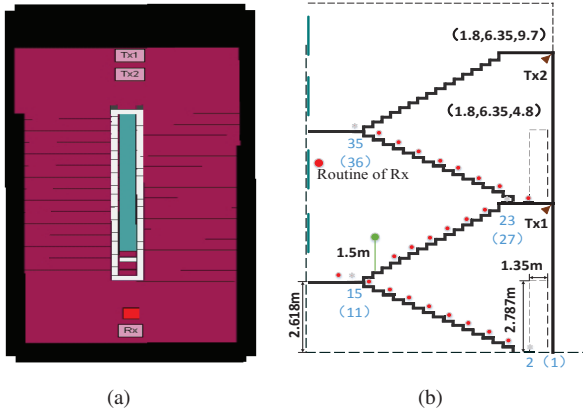 Tx1
Tx2
Rx
(a)
(1.8,6.35,9.7)
Tx2
(1.8,6.35,4.8)
35
(36)
Routine of Rx
23
(27)
Tx1
1.5m
1.35m
15
(11)
2.618m
2.787m
2 (1)
(b)